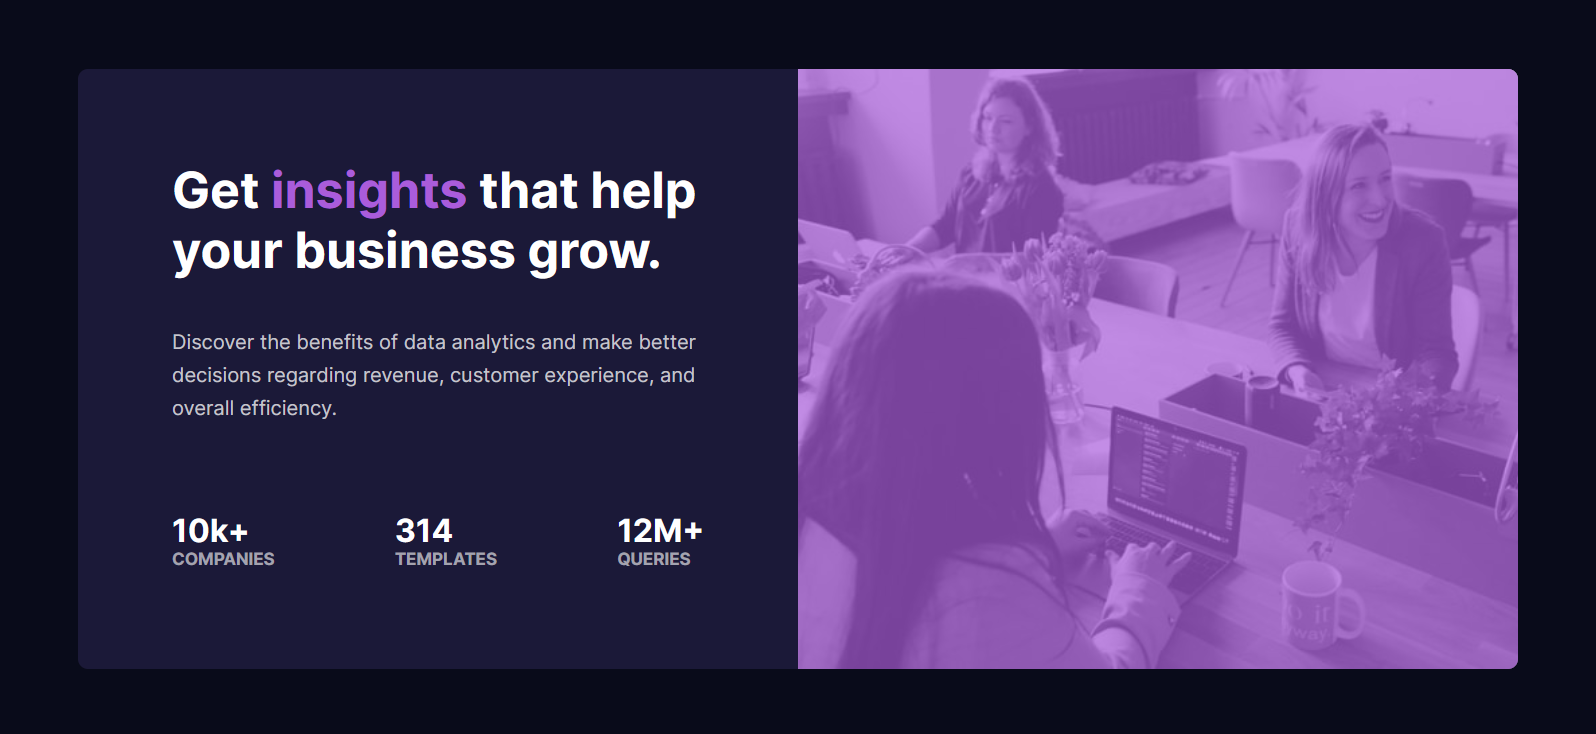 Get insights that help
your business grow.
Discover the benefits of data analytics and make better
decisions regarding revenue, customer experience, and
overall efficiency.
10k+
COMPANIES
314
TEMPLATES
12M+
QUERIES